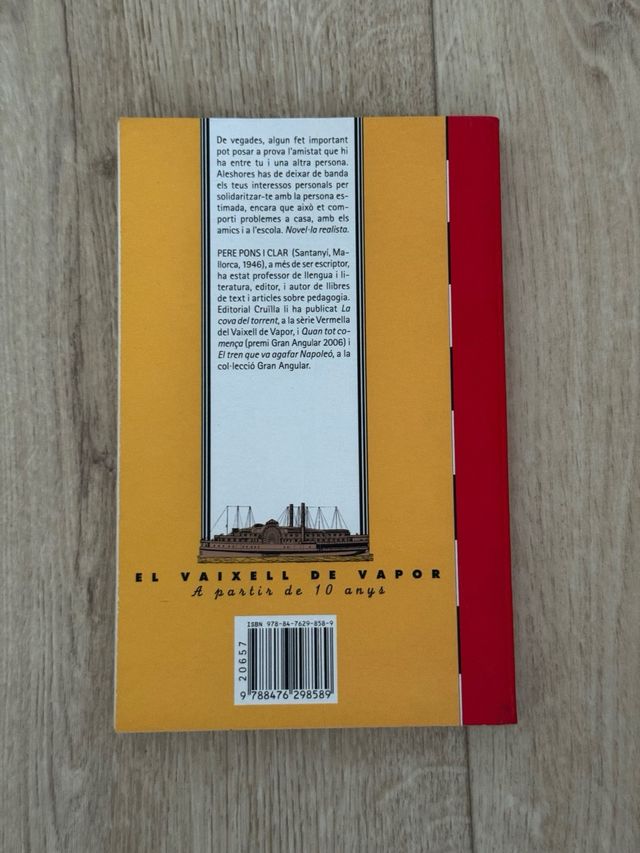 De vegades, algun fet important
pot posar a prova l'amistat que hi
ha entre tu i una altra persona.
Aleshores has de deixar de banda
els teus interessos personals per
solidaritzar-te amb la persona es-
timada, encara que això et com-
porti problemes a casa, amb els
amics i a l'escola. Novel·la realista.
PERE PONS I CLAR (Santanyí, Ma-
llorca, 1946), a més de ser escriptor,
ha estat professor de llengua i li-
teratura, editor, i autor de llibres
de text i articles sobre pedagogia.
Editorial Cruïlla li ha publicat La
cova del torrent, a la sèrie Vermella
del Vaixell de Vapor, i Quan tot co-
mença (premi Gran Angular 2006) i
El tren que va agafar Napoleó, a la
col·lecció Gran Angular.
EL VAIXELL DE VAPOR
A partir de 10 anys
ISBN 978-84-7629-858-9
20657
9 788476 298589